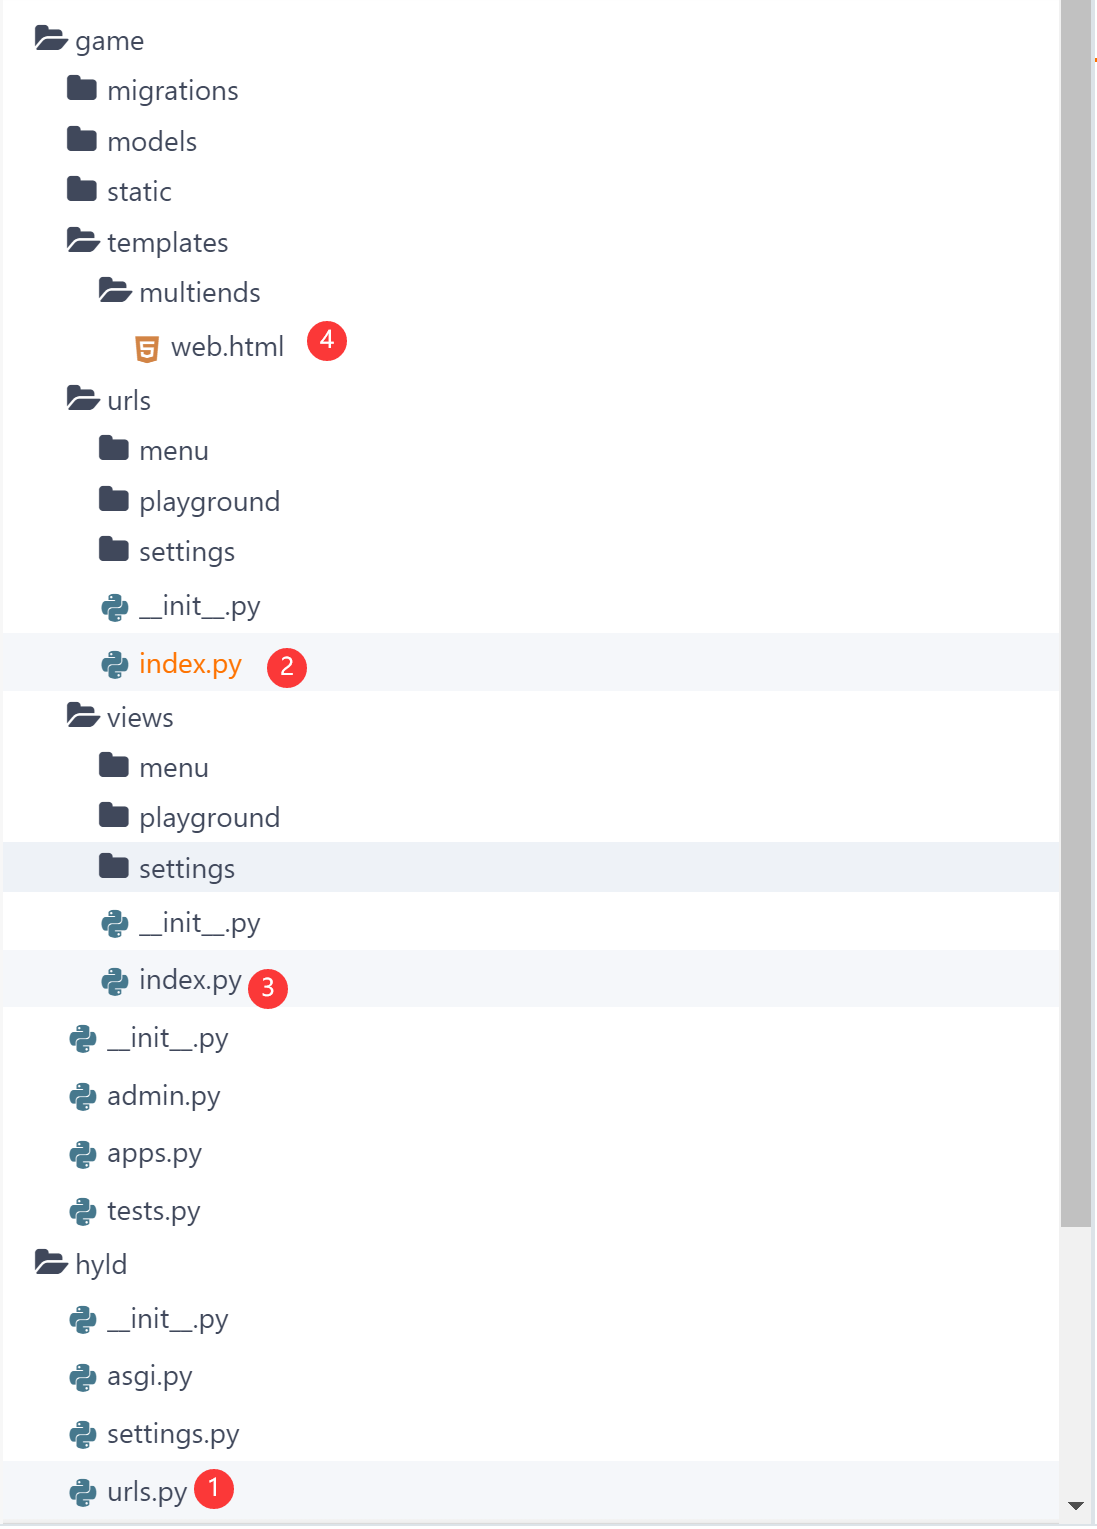 game
migrations
models
static
templates
multiends
web.html 4
urls
menu
playground
settings
__init__.py
index.py 2
views
menu
playground
settings
__init__.py
index.py 3
__init__.py
admin.py
apps.py
tests.py
hyld
__init__.py
asgi.py
settings.py
urls.py 1